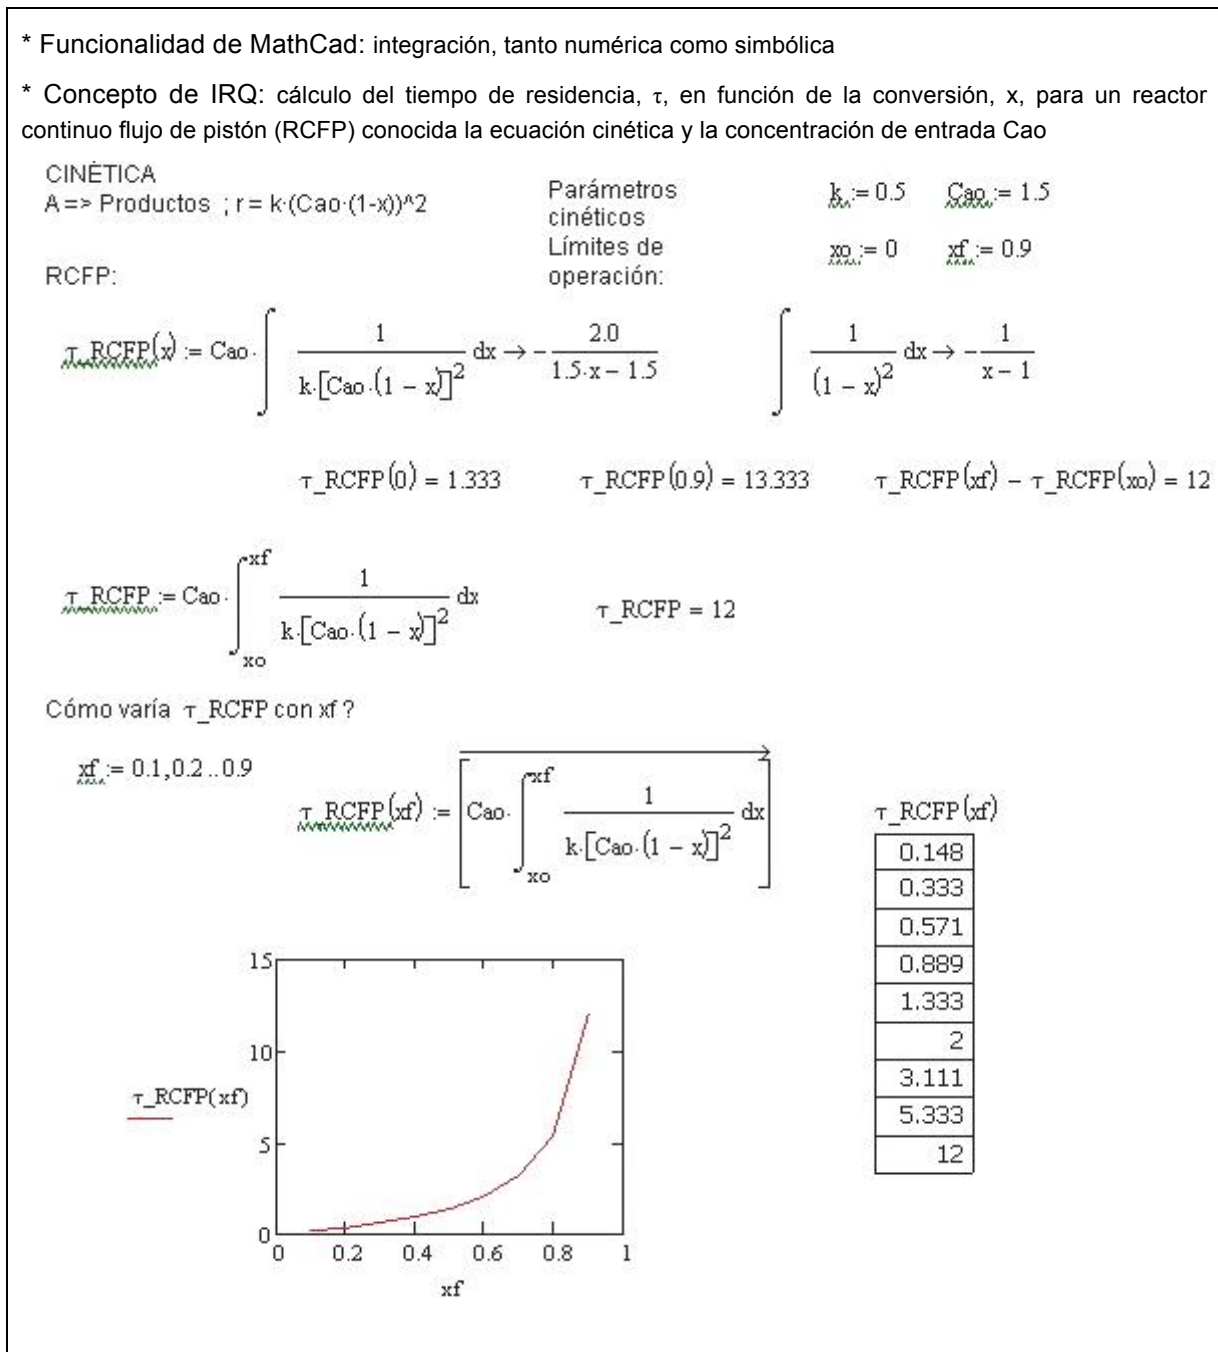 * Funcionalidad de MathCad: integración, tanto numérica como simbólica
* Concepto de IRQ: cálculo del tiempo de residencia, τ, en función de la conversión, x, para un reactor
continuo flujo de pistón (RCFP) conocida la ecuación cinética y la concentración de entrada Cao
CINÉTICA
A => Productos ; r = k·(Cao·(1-x))^2
Parámetros
cinéticos
k := 0.5 Cao := 1.5
Límites de
operación:
xo := 0 xf := 0.9
RCFP:
τ_RCFP(x) := Cao·∫ 1/(k·[Cao·(1 − x)]^2) dx → −2.0/(1.5·x − 1.5)
∫ 1/(1 − x)^2 dx → −1/(x − 1)
τ_RCFP(0) = 1.333 τ_RCFP(0.9) = 13.333 τ_RCFP(xf) − τ_RCFP(xo) = 12
τ_RCFP := Cao·∫_xo^xf 1/(k·[Cao·(1 − x)]^2) dx
τ_RCFP = 12
Cómo varía τ_RCFP con xf ?
xf := 0.1,0.2 ..0.9
τ_RCFP(xf) := [Cao·∫_xo^xf 1/(k·[Cao·(1 − x)]^2) dx]
τ_RCFP(xf)
0.148
0.333
0.571
0.889
1.333
2
3.111
5.333
12
15
10
5
0
τ_RCFP(xf)
0 0.2 0.4 0.6 0.8 1
xf